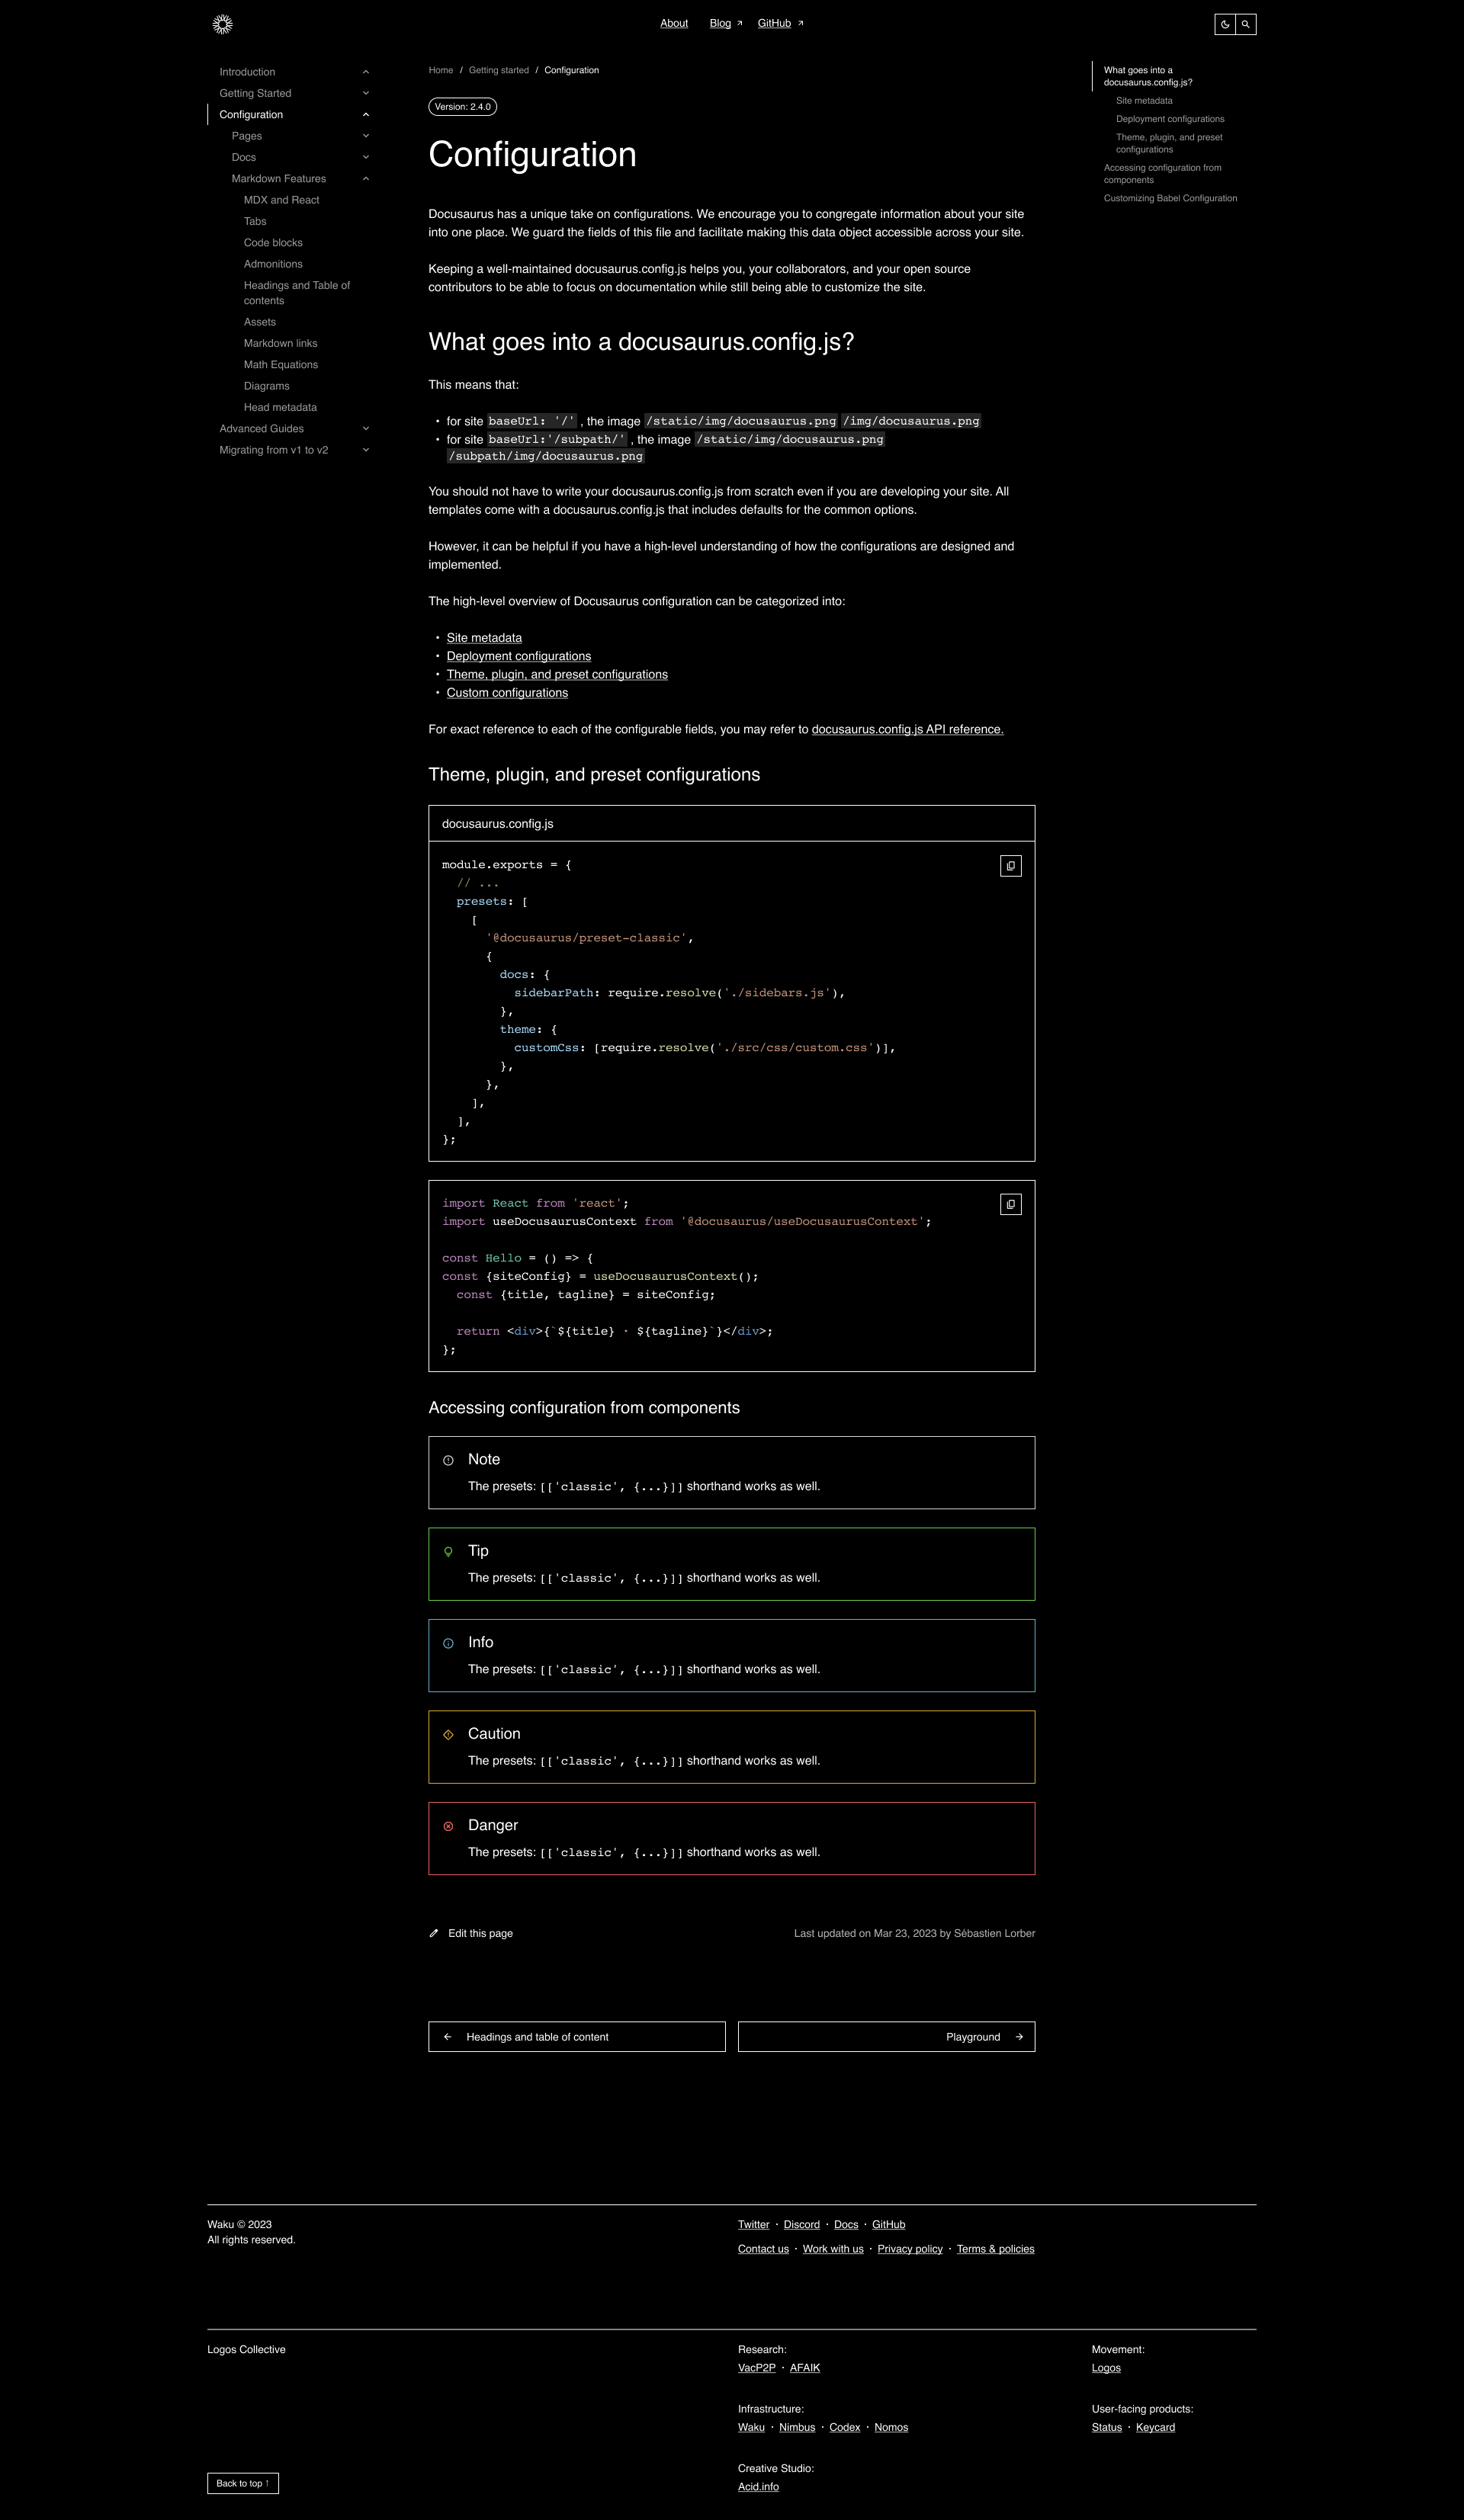 About Blog GitHub
Introduction
Getting Started
Configuration
Pages
Docs
Markdown Features
MDX and React
Tabs
Code blocks
Admonitions
Headings and Table of
contents
Assets
Markdown links
Math Equations
Diagrams
Head metadata
Advanced Guides
Migrating from v1 to v2
Home / Getting started / Configuration
Version: 2.4.0
Configuration
Docusaurus has a unique take on configurations. We encourage you to congregate information about your site
into one place. We guard the fields of this file and facilitate making this data object accessible across your site.
Keeping a well-maintained docusaurus.config.js helps you, your collaborators, and your open source
contributors to be able to focus on documentation while still being able to customize the site.
What goes into a docusaurus.config.js?
This means that:
• for site baseUrl: '/' , the image /static/img/docusaurus.png /img/docusaurus.png
• for site baseUrl:'/subpath/' , the image /static/img/docusaurus.png
/subpath/img/docusaurus.png
You should not have to write your docusaurus.config.js from scratch even if you are developing your site. All
templates come with a docusaurus.config.js that includes defaults for the common options.
However, it can be helpful if you have a high-level understanding of how the configurations are designed and
implemented.
The high-level overview of Docusaurus configuration can be categorized into:
• Site metadata
• Deployment configurations
• Theme, plugin, and preset configurations
• Custom configurations
For exact reference to each of the configurable fields, you may refer to docusaurus.config.js API reference.
Theme, plugin, and preset configurations
docusaurus.config.js
module.exports = {
  // ...
  presets: [
    [
      '@docusaurus/preset-classic',
      {
        docs: {
          sidebarPath: require.resolve('./sidebars.js'),
        },
        theme: {
          customCss: [require.resolve('./src/css/custom.css')],
        },
      },
    ],
  ],
};
import React from 'react';
import useDocusaurusContext from '@docusaurus/useDocusaurusContext';
const Hello = () => {
const {siteConfig} = useDocusaurusContext();
  const {title, tagline} = siteConfig;
  return <div>{`${title} · ${tagline}`}</div>;
};
Accessing configuration from components
Note
The presets: [['classic', {...}]] shorthand works as well.
Tip
The presets: [['classic', {...}]] shorthand works as well.
Info
The presets: [['classic', {...}]] shorthand works as well.
Caution
The presets: [['classic', {...}]] shorthand works as well.
Danger
The presets: [['classic', {...}]] shorthand works as well.
Edit this page
Last updated on Mar 23, 2023 by Sébastien Lorber
← Headings and table of content
Playground →
What goes into a
docusaurus.config.js?
Site metadata
Deployment configurations
Theme, plugin, and preset
configurations
Accessing configuration from
components
Customizing Babel Configuration
Waku © 2023
All rights reserved.
Twitter · Discord · Docs · GitHub
Contact us · Work with us · Privacy policy · Terms & policies
Logos Collective
Research:
VacP2P · AFAIK
Movement:
Logos
Infrastructure:
Waku · Nimbus · Codex · Nomos
User-facing products:
Status · Keycard
Creative Studio:
Acid.info
Back to top ↑